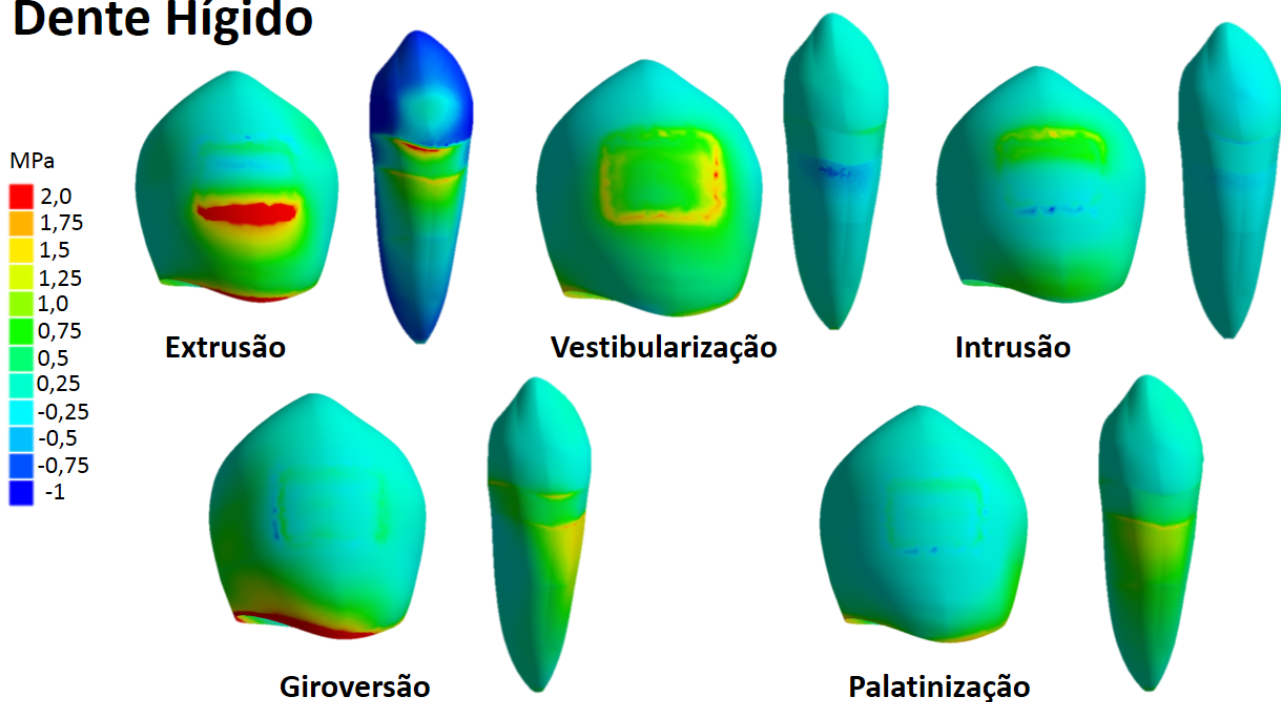 Dente Hígido
MPa
2,0
1,75
1,5
1,25
1,0
0,75
0,5
0,25
-0,25
-0,5
-0,75
-1
Extrusão
Vestibularização
Intrusão
Giroversão
Palatinização